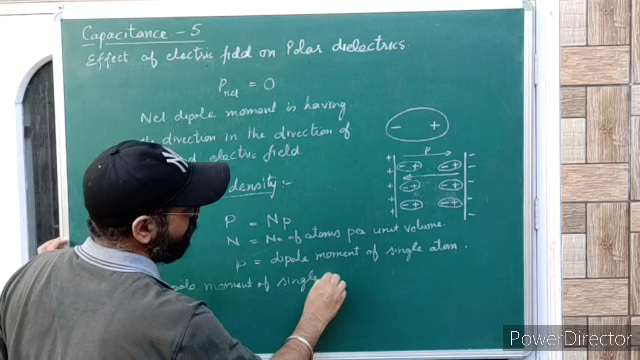 Capacitance - 5
Effect of electric field on Polar dielectrics.
P net = 0
Net dipole moment is having
direction in the direction of
electric field
density :-
P = Np
N = No. of atoms per unit volume.
p = dipole moment of single atom.
moment of single
- +
P
+ - + - + -
+ - + - + -
+ - + - + -
NY
PowerDirector